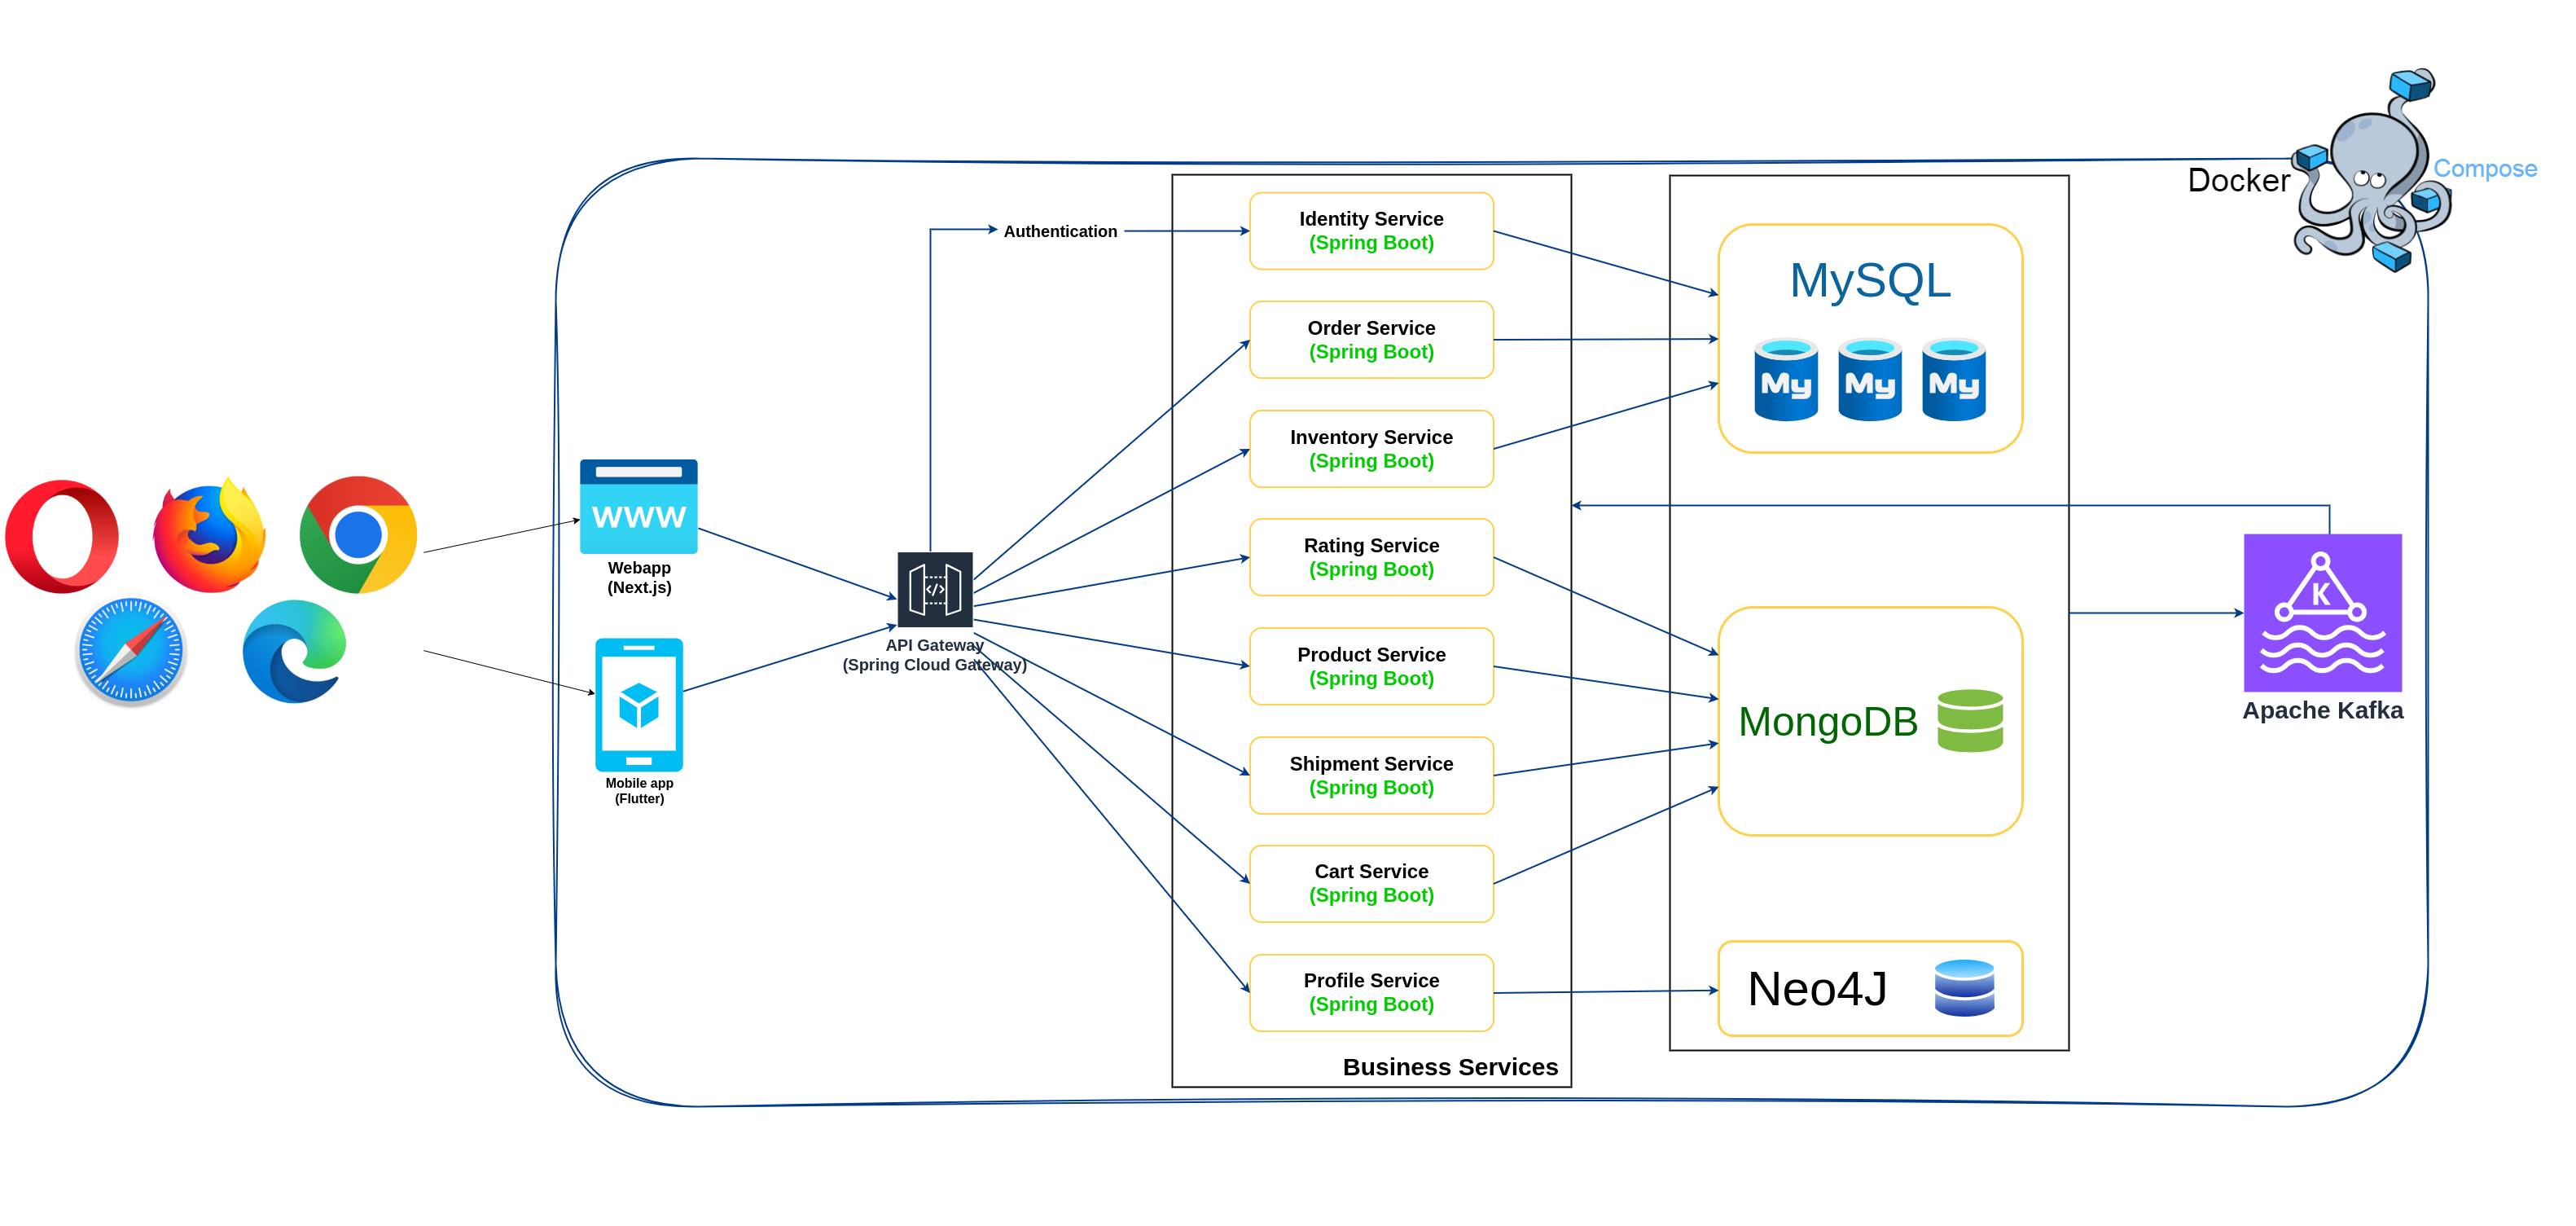 Docker
Compose
Authentication
Identity Service
(Spring Boot)
Order Service
(Spring Boot)
Inventory Service
(Spring Boot)
Rating Service
(Spring Boot)
Product Service
(Spring Boot)
Shipment Service
(Spring Boot)
Cart Service
(Spring Boot)
Profile Service
(Spring Boot)
Business Services
MySQL
My
My
My
MongoDB
Neo4J
WWW
Webapp
(Next.js)
Mobile app
(Flutter)
</>
API Gateway
(Spring Cloud Gateway)
K
Apache Kafka